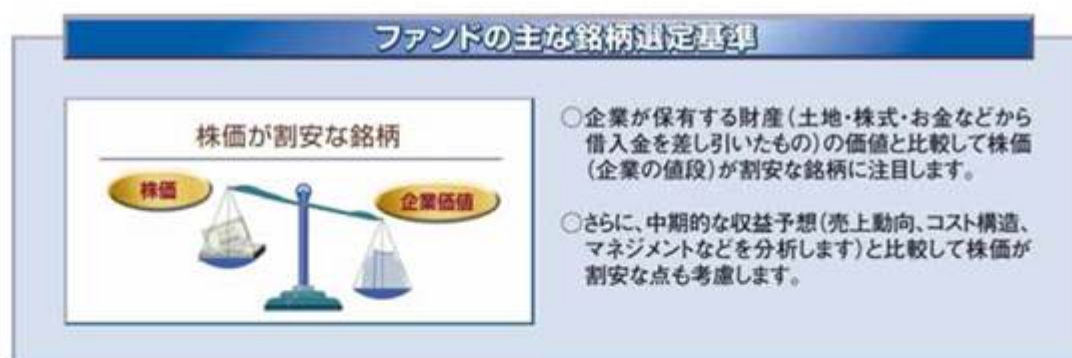 ファンドの主な銘柄選定基準
株価が割安な銘柄
株価
企業価値
○企業が保有する財産(土地・株式・お金などから
借入金を差し引いたもの)の価値と比較して株価
(企業の値段)が割安な銘柄に注目します。
○さらに、中期的な収益予想(売上動向、コスト構造、
マネジメントなどを分析します)と比較して株価が
割安な点も考慮します。